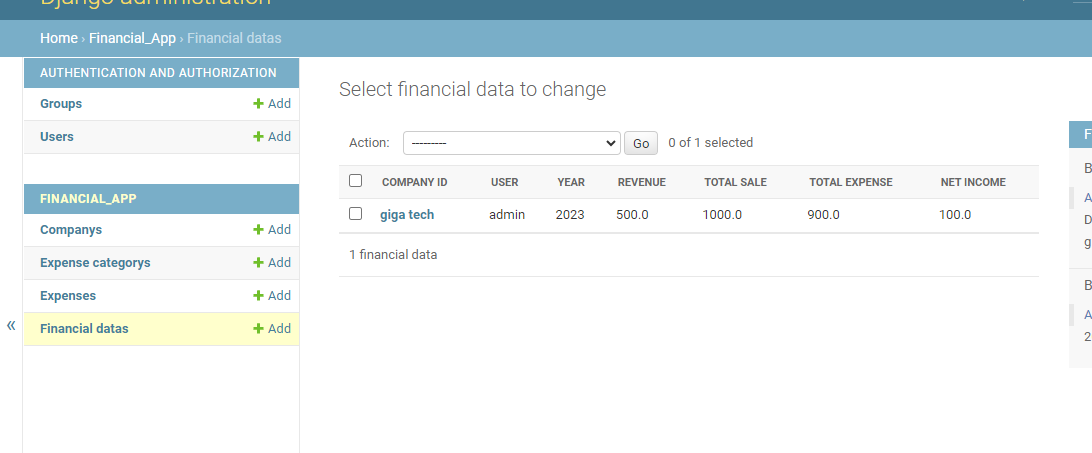 Django administration
Home › Financial_App › Financial datas
AUTHENTICATION AND AUTHORIZATION
Groups + Add
Users + Add
FINANCIAL_APP
Companys + Add
Expense categorys + Add
Expenses + Add
Financial datas + Add
«
Select financial data to change
Action: --------- Go 0 of 1 selected
COMPANY ID USER YEAR REVENUE TOTAL SALE TOTAL EXPENSE NET INCOME
giga tech admin 2023 500.0 1000.0 900.0 100.0
1 financial data